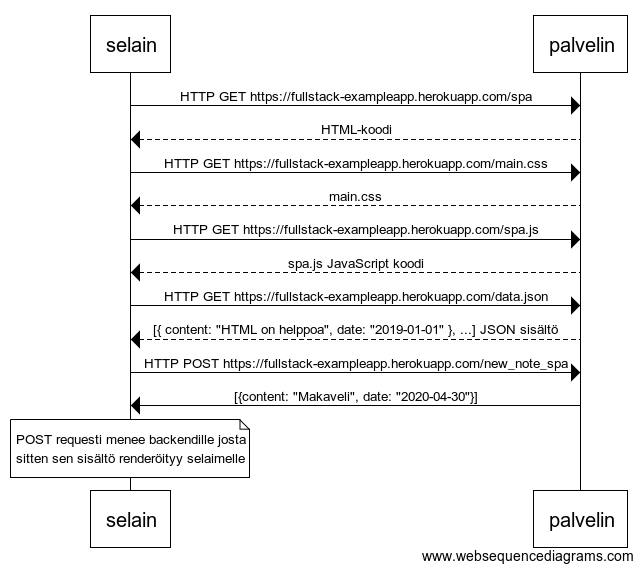 selain
palvelin
HTTP GET https://fullstack-exampleapp.herokuapp.com/spa
HTML-koodi
HTTP GET https://fullstack-exampleapp.herokuapp.com/main.css
main.css
HTTP GET https://fullstack-exampleapp.herokuapp.com/spa.js
spa.js JavaScript koodi
HTTP GET https://fullstack-exampleapp.herokuapp.com/data.json
[{ content: "HTML on helppoa", date: "2019-01-01" }, ...] JSON sisältö
HTTP POST https://fullstack-exampleapp.herokuapp.com/new_note_spa
[{content: "Makaveli", date: "2020-04-30"}]
POST requesti menee backendille josta
sitten sen sisältö renderöityy selaimelle
selain
palvelin
www.websequencediagrams.com